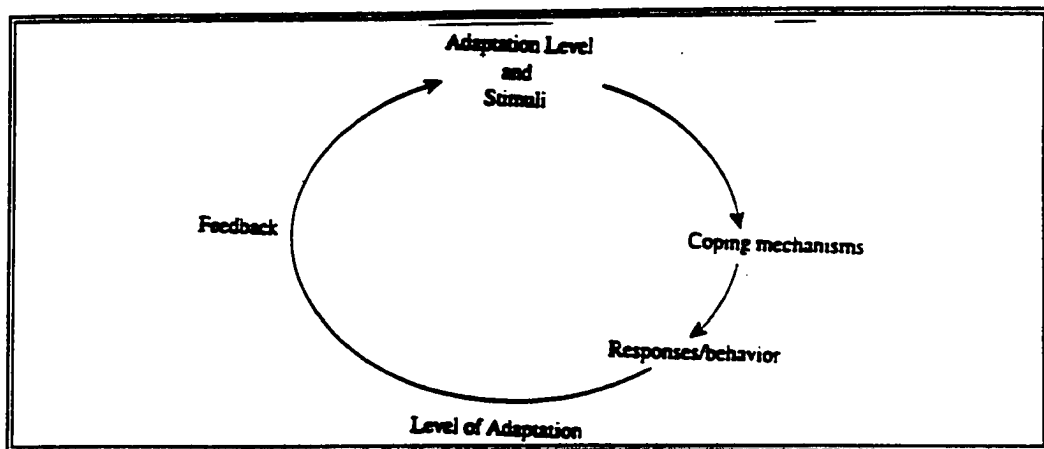 Adaptation Level
and
Stimuli
Feedback
Coping mechanisms
Responses/behavior
Level of Adaptation